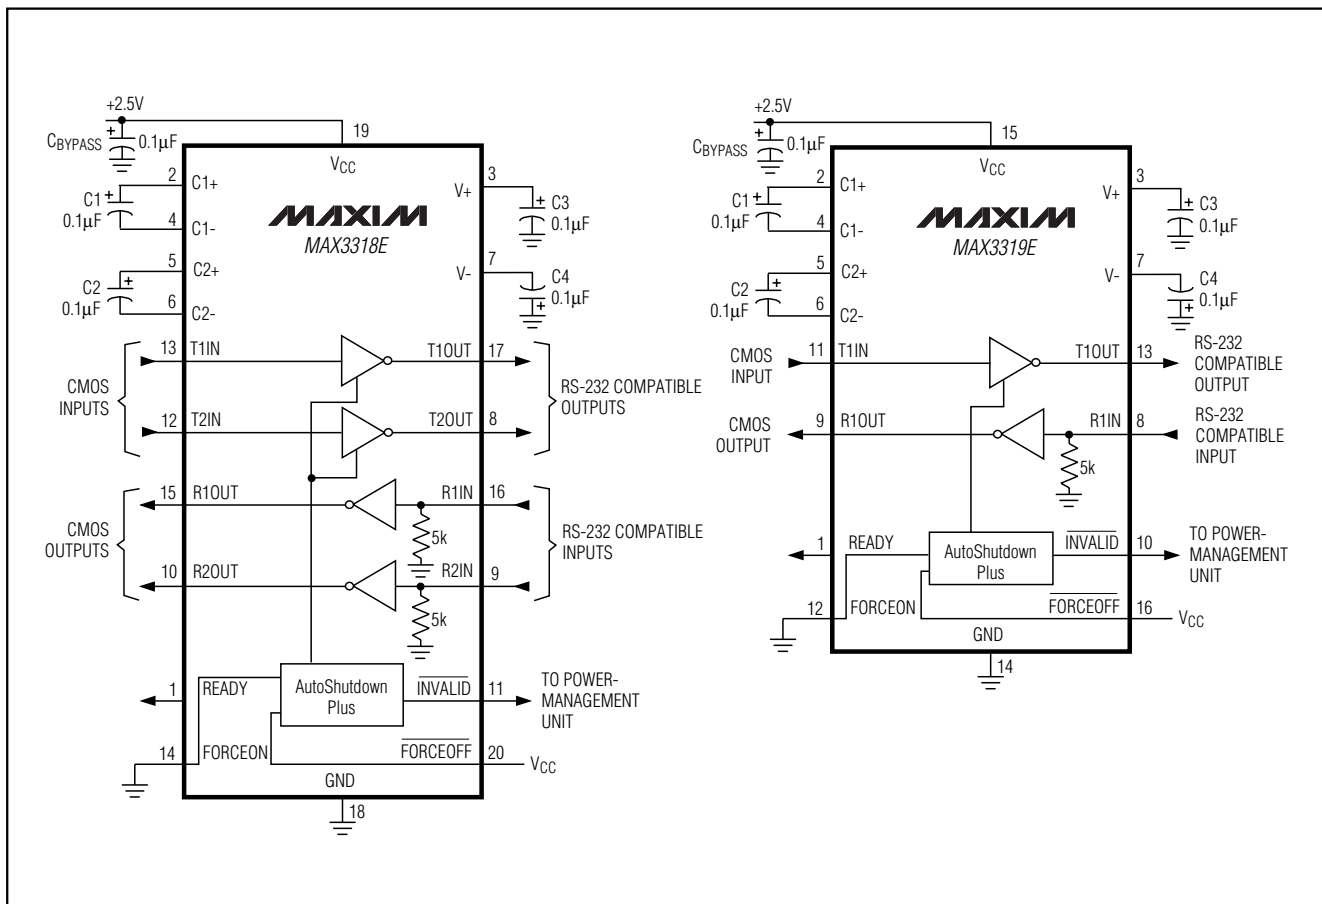 +2.5V
CBYPASS
0.1µF
19
VCC
2
C1+
C1
0.1µF
4
C1-
5
C2+
C2
0.1µF
6
C2-
3
V+
C3
0.1µF
7
V-
C4
0.1µF
MAXIM
MAX3318E
13
T1IN
T1OUT
17
CMOS
INPUTS
RS-232 COMPATIBLE
OUTPUTS
12
T2IN
T2OUT
8
15
R1OUT
R1IN
16
5k
CMOS
OUTPUTS
RS-232 COMPATIBLE
INPUTS
10
R2OUT
R2IN
9
5k
1
READY
AutoShutdown
Plus
INVALID
11
TO POWER-
MANAGEMENT
UNIT
14
FORCEON
FORCEOFF
20
VCC
GND
18
+2.5V
CBYPASS
0.1µF
15
VCC
2
C1+
C1
0.1µF
4
C1-
5
C2+
C2
0.1µF
6
C2-
3
V+
C3
0.1µF
7
V-
C4
0.1µF
MAXIM
MAX3319E
CMOS
INPUT
11
T1IN
T1OUT
13
RS-232
COMPATIBLE
OUTPUT
CMOS
OUTPUT
9
R1OUT
R1IN
8
RS-232
COMPATIBLE
INPUT
5k
1
READY
AutoShutdown
Plus
INVALID
10
TO POWER-
MANAGEMENT
UNIT
12
FORCEON
FORCEOFF
16
VCC
GND
14